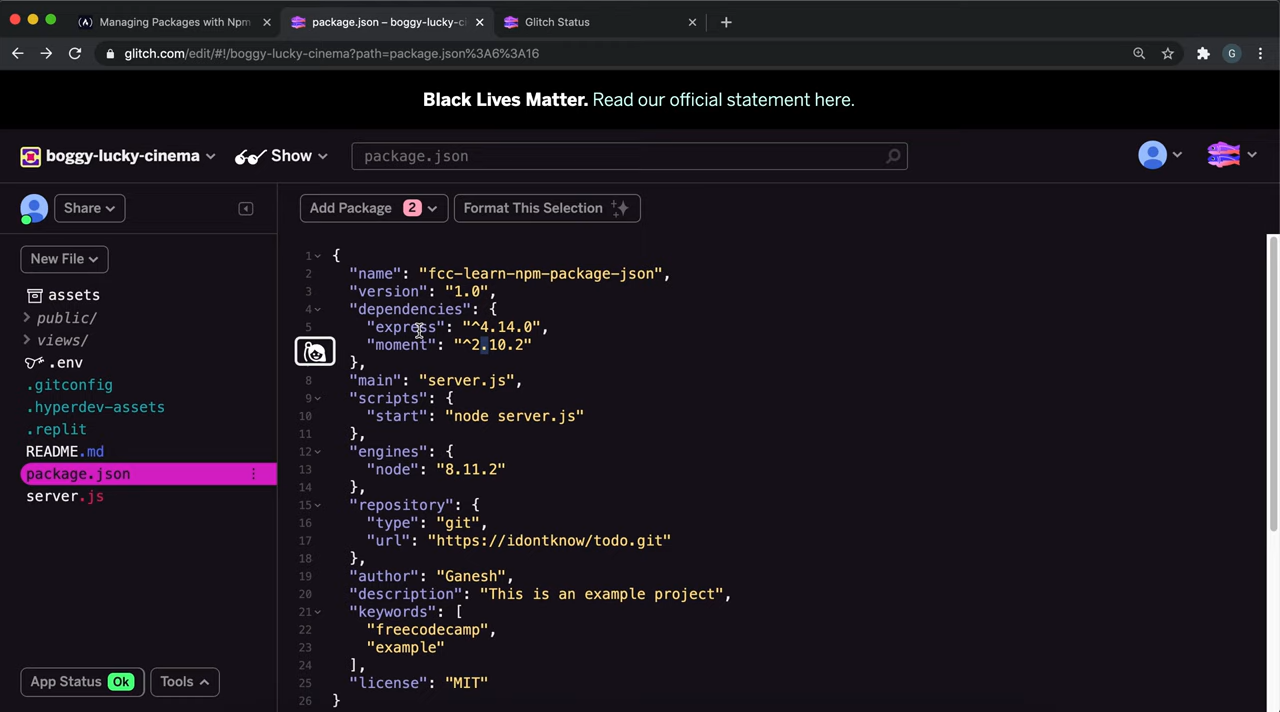 Managing Packages with Npm
package.json – boggy-lucky-ci
Glitch Status
glitch.com/edit/#!/boggy-lucky-cinema?path=package.json%3A6%3A16
G
Black Lives Matter. Read our official statement here.
boggy-lucky-cinema
Show
package.json
Share
Add Package 2
Format This Selection
New File
assets
public/
views/
.env
.gitconfig
.hyperdev-assets
.replit
README.md
package.json
server.js
App Status Ok
Tools
1 {
2 "name": "fcc-learn-npm-package-json",
3 "version": "1.0",
4 "dependencies": {
5 "express": "^4.14.0",
"moment": "^2.10.2"
},
8 "main": "server.js",
9 "scripts": {
10 "start": "node server.js"
11 },
12 "engines": {
13 "node": "8.11.2"
14 },
15 "repository": {
16 "type": "git",
17 "url": "https://idontknow/todo.git"
18 },
19 "author": "Ganesh",
20 "description": "This is an example project",
21 "keywords": [
22 "freecodecamp",
23 "example"
24 ],
25 "license": "MIT"
26 }